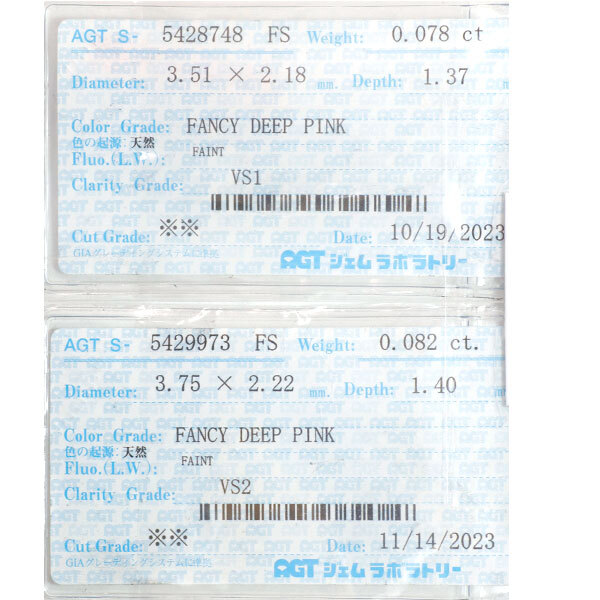 AGT S- 5428748 FS Weight: 0.078 ct
Diameter: 3.51 × 2.18 mm. Depth: 1.37
Color Grade: FANCY DEEP PINK
色の起源: 天然
Fluo.(L.W.): FAINT
Clarity Grade: VS1
Cut Grade: ※※ Date: 10/19/2023
GIAグレーディングシステムに準拠
AGT ジェムラボラトリー
AGT S- 5429973 FS Weight: 0.082 ct.
Diameter: 3.75 × 2.22 mm. Depth: 1.40
Color Grade: FANCY DEEP PINK
色の起源: 天然
Fluo.(L.W.): FAINT
Clarity Grade: VS2
Cut Grade: ※※ Date: 11/14/2023
GIAグレーディングシステムに準拠
AGT ジェムラボラトリー